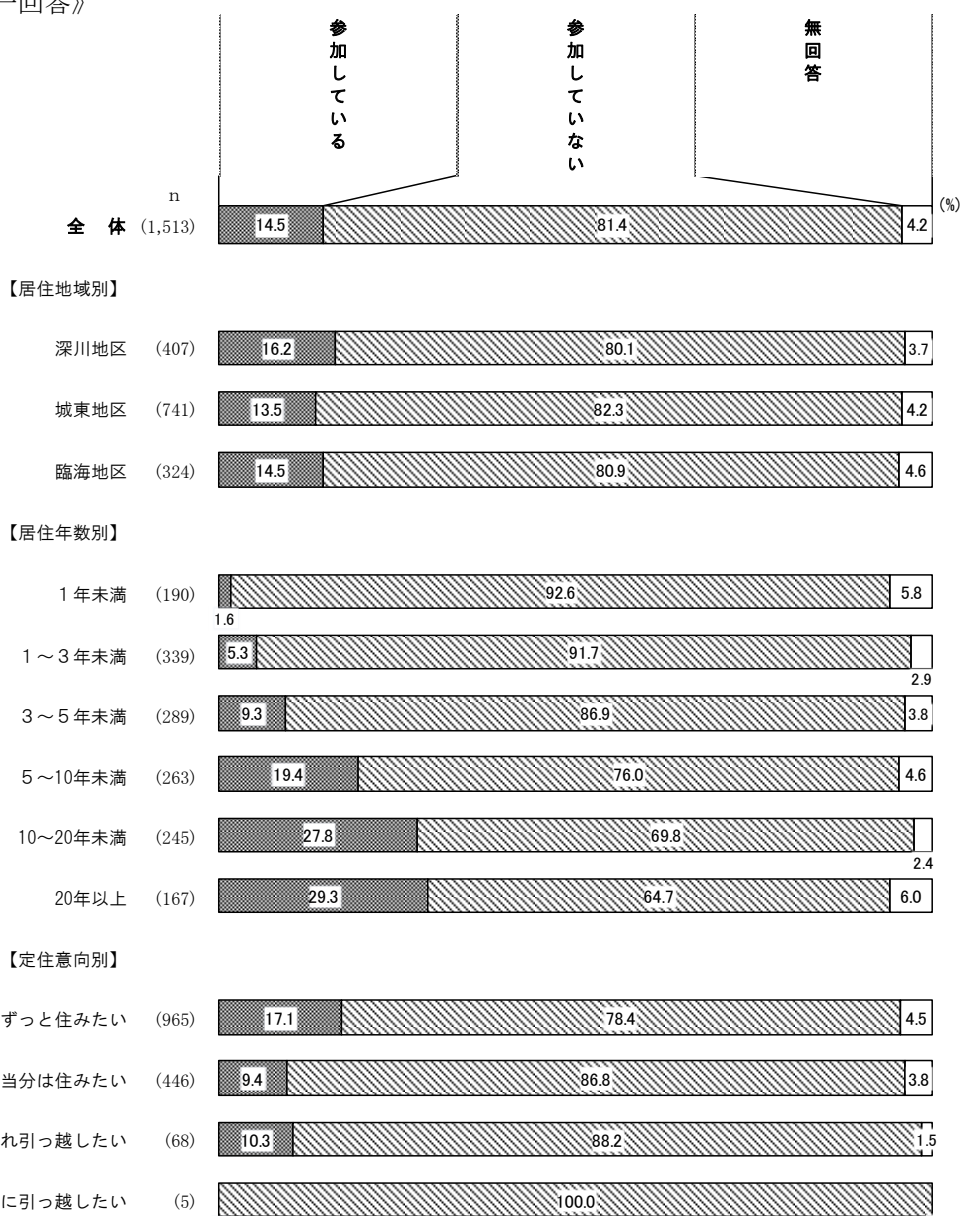 一回答》
参加している
参加していない
無回答
n
(%)
全 体 (1,513) 14.5 81.4 4.2
【居住地域別】
深川地区 (407) 16.2 80.1 3.7
城東地区 (741) 13.5 82.3 4.2
臨海地区 (324) 14.5 80.9 4.6
【居住年数別】
1年未満 (190) 1.6 92.6 5.8
1～3年未満 (339) 5.3 91.7 2.9
3～5年未満 (289) 9.3 86.9 3.8
5～10年未満 (263) 19.4 76.0 4.6
10～20年未満 (245) 27.8 69.8 2.4
20年以上 (167) 29.3 64.7 6.0
【定住意向別】
ずっと住みたい (965) 17.1 78.4 4.5
当分は住みたい (446) 9.4 86.8 3.8
れ引っ越したい (68) 10.3 88.2 1.5
に引っ越したい (5) 100.0